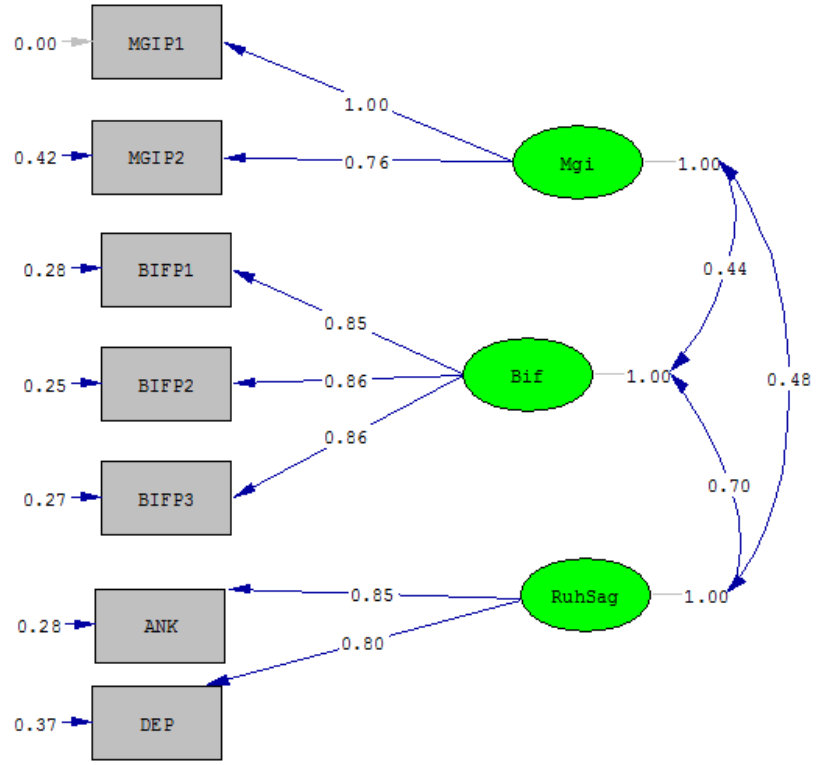 0.00 MGIP1
1.00
0.42 MGIP2 0.76 Mgi 1.00
0.28 BIFP1 0.44
0.85
0.25 BIFP2 0.86 Bif 1.00 0.48
0.86
0.27 BIFP3 0.70
0.28 ANK 0.85 RuhSag 1.00
0.80
0.37 DEP